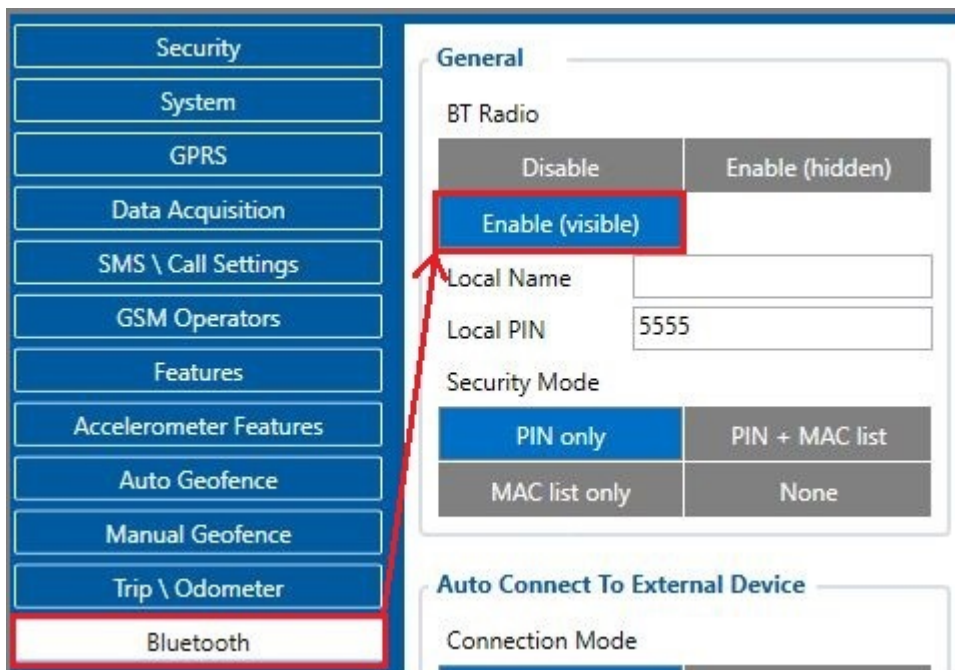 Security
System
GPRS
Data Acquisition
SMS \ Call Settings
GSM Operators
Features
Accelerometer Features
Auto Geofence
Manual Geofence
Trip \ Odometer
Bluetooth
General
BT Radio
Disable
Enable (hidden)
Enable (visible)
Local Name
Local PIN 5555
Security Mode
PIN only
PIN + MAC list
MAC list only
None
Auto Connect To External Device
Connection Mode